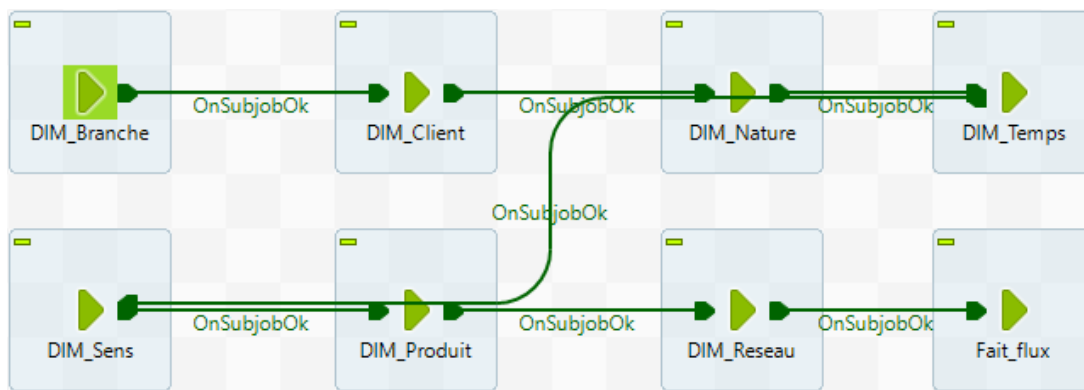 OnSubjobOk OnSubjobOk OnSubjobOk
DIM_Branche DIM_Client DIM_Nature DIM_Temps
OnSubjobOk
OnSubjobOk OnSubjobOk OnSubjobOk
DIM_Sens DIM_Produit DIM_Reseau Fait_flux